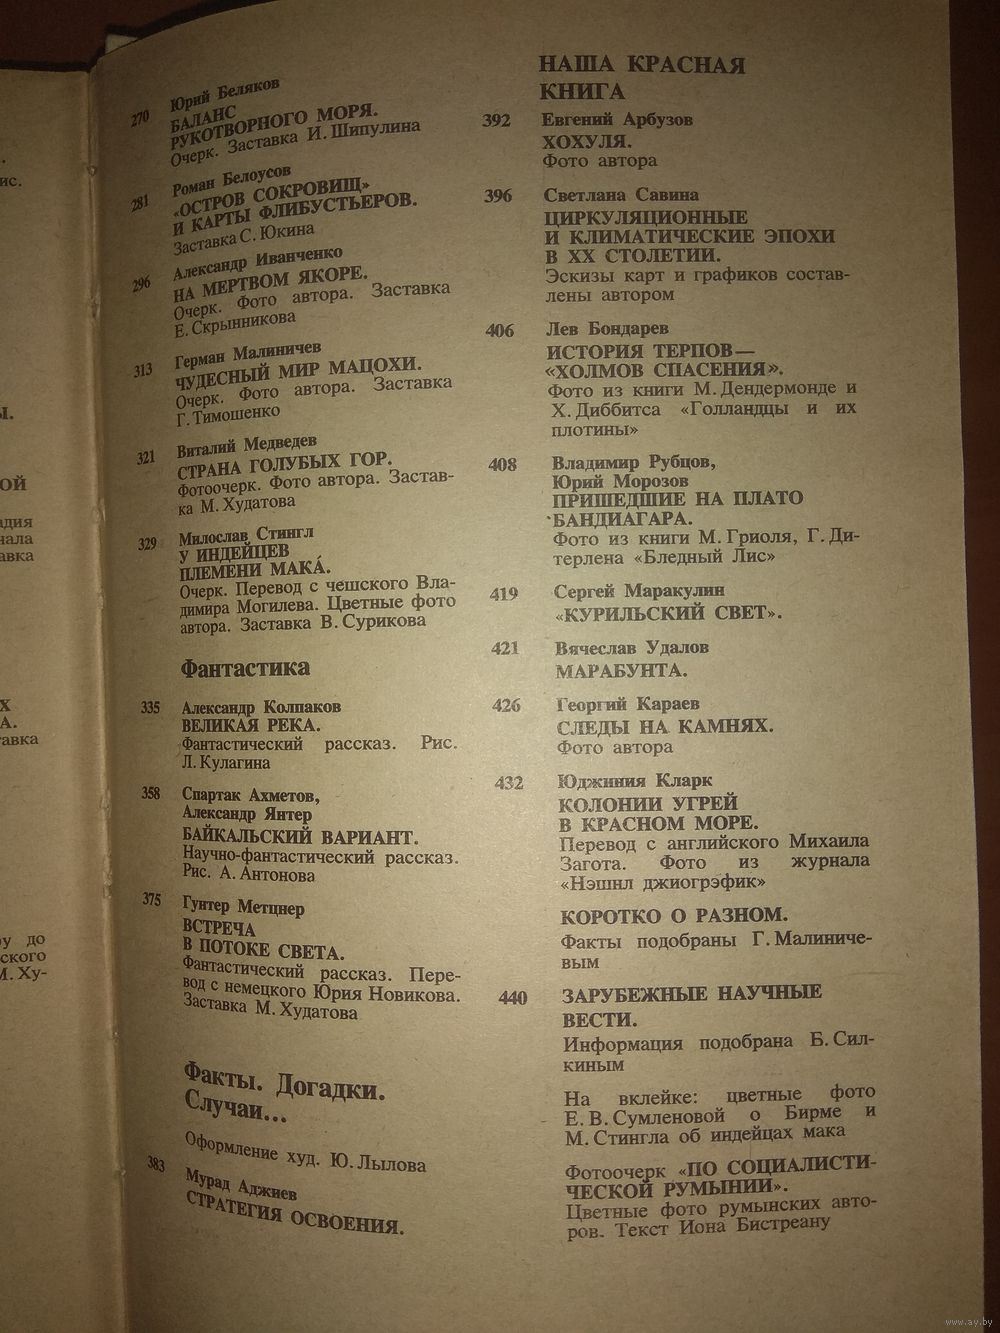 270 Юрий Беляков
БАЛАНС
РУКОТВОРНОГО МОРЯ.
Очерк. Заставка И. Шипулина
281 Роман Белоусов
«ОСТРОВ СОКРОВИЩ»
И КАРТЫ ФЛИБУСТЬЕРОВ.
Заставка С. Юкина
296 Александр Иванченко
НА МЕРТВОМ ЯКОРЕ.
Очерк. Фото автора. Заставка
Е. Скрынникова
313 Герман Малиничев
ЧУДЕСНЫЙ МИР МАЦОХИ.
Очерк. Фото автора. Заставка
Г. Тимошенко
321 Виталий Медведев
СТРАНА ГОЛУБЫХ ГОР.
Фотоочерк. Фото автора. Застав-
ка М. Худатова
329 Милослав Стингл
У ИНДЕЙЦЕВ
ПЛЕМЕНИ МАКА́.
Очерк. Перевод с чешского Вла-
димира Могилева. Цветные фото
автора. Заставка В. Сурикова
Фантастика
335 Александр Колпаков
ВЕЛИКАЯ РЕКА.
Фантастический рассказ. Рис.
Л. Кулагина
358 Спартак Ахметов,
Александр Янтер
БАЙКАЛЬСКИЙ ВАРИАНТ.
Научно-фантастический рассказ.
Рис. А. Антонова
375 Гунтер Метцнер
ВСТРЕЧА
В ПОТОКЕ СВЕТА.
Фантастический рассказ. Пере-
вод с немецкого Юрия Новикова.
Заставка М. Худатова
Факты. Догадки.
Случаи...
Оформление худ. Ю. Лылова
383 Мурад Аджиев
СТРАТЕГИЯ ОСВОЕНИЯ.
НАША КРАСНАЯ
КНИГА
392 Евгений Арбузов
ХОХУЛЯ.
Фото автора
396 Светлана Савина
ЦИРКУЛЯЦИОННЫЕ
И КЛИМАТИЧЕСКИЕ ЭПОХИ
В XX СТОЛЕТИИ.
Эскизы карт и графиков состав-
лены автором
406 Лев Бондарев
ИСТОРИЯ ТЕРПОВ—
«ХОЛМОВ СПАСЕНИЯ».
Фото из книги М. Дендермонде и
Х. Диббитса «Голландцы и их
плотины»
408 Владимир Рубцов,
Юрий Морозов
ПРИШЕДШИЕ НА ПЛАТО
БАНДИАГАРА.
Фото из книги М. Гриоля, Г. Ди-
терлена «Бледный Лис»
419 Сергей Маракулин
«КУРИЛЬСКИЙ СВЕТ».
421 Вячеслав Удалов
МАРАБУНТА.
426 Георгий Караев
СЛЕДЫ НА КАМНЯХ.
Фото автора
432 Юджиния Кларк
КОЛОНИИ УГРЕЙ
В КРАСНОМ МОРЕ.
Перевод с английского Михаила
Загота. Фото из журнала
«Нэшнл джиогрэфик»
КОРОТКО О РАЗНОМ.
Факты подобраны Г. Малиниче-
вым
440 ЗАРУБЕЖНЫЕ НАУЧНЫЕ
ВЕСТИ.
Информация подобрана Б. Сил-
киным
На вклейке: цветные фото
Е. В. Сумленовой о Бирме и
М. Стингла об индейцах мака
Фотоочерк «ПО СОЦИАЛИСТИ-
ЧЕСКОЙ РУМЫНИИ».
Цветные фото румынских авто-
ров. Текст Иона Бистреану
www.ay.by